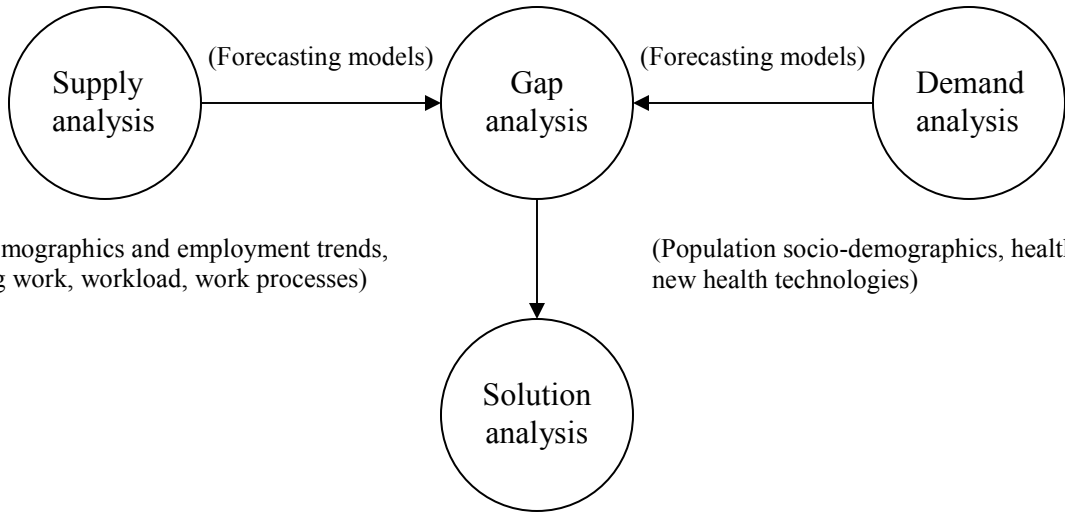 (Forecasting models)
(Forecasting models)
Supply
analysis
Gap
analysis
Demand
analysis
mographics and employment trends,
g work, workload, work processes)
(Population socio-demographics, health
new health technologies)
Solution
analysis